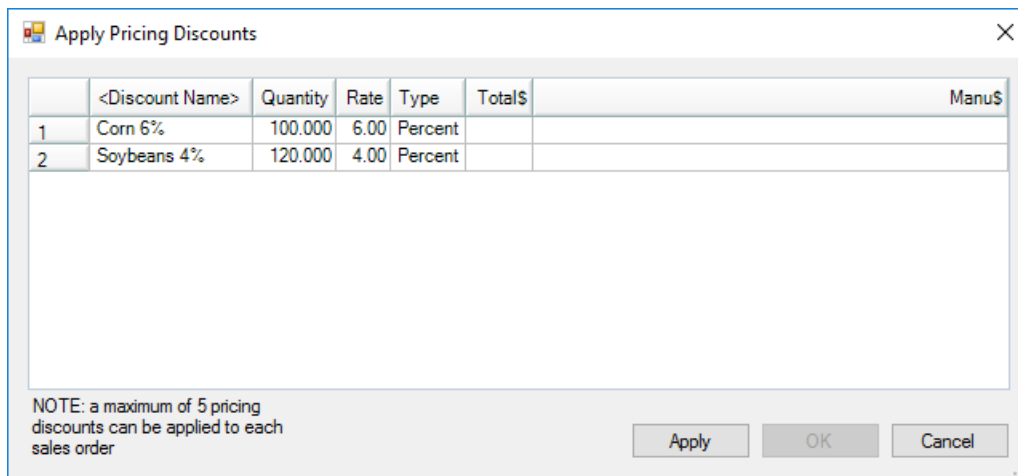 Apply Pricing Discounts
<Discount Name> Quantity Rate Type Total$ Manu$
1 Corn 6% 100.000 6.00 Percent
2 Soybeans 4% 120.000 4.00 Percent
NOTE: a maximum of 5 pricing
discounts can be applied to each
sales order
Apply OK Cancel